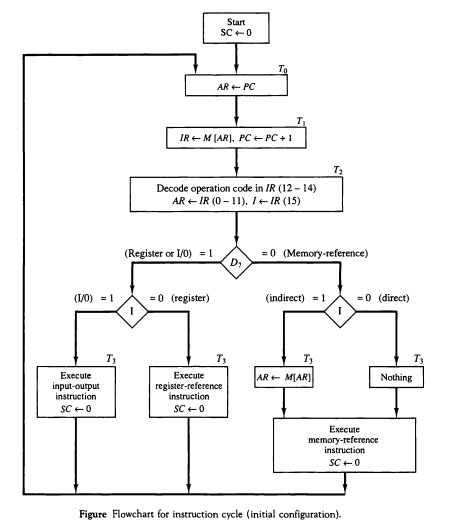 Start
SC ← 0
T0
AR ← PC
T1
IR ← M [AR], PC ← PC + 1
T2
Decode operation code in IR (12 – 14)
AR ← IR (0 – 11), I ← IR (15)
(Register or I/0) = 1
D7
= 0 (Memory-reference)
(I/0) = 1
I
= 0 (register)
(indirect) = 1
I
= 0 (direct)
T3
Execute
input-output
instruction
SC ← 0
T3
Execute
register-reference
instruction
SC ← 0
T3
AR ← M[AR]
T3
Nothing
Execute
memory-reference
instruction
SC ← 0
Figure Flowchart for instruction cycle (initial configuration).